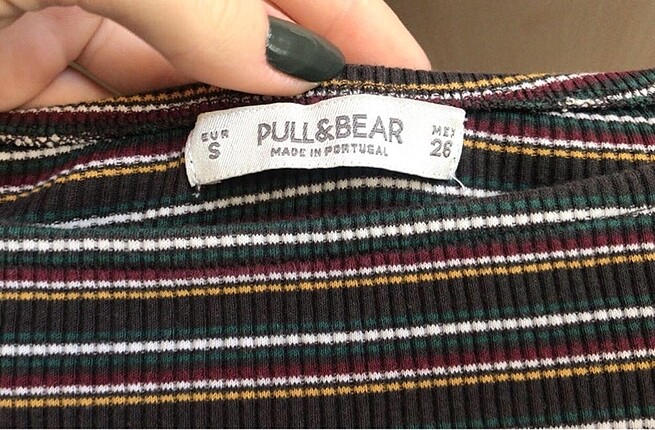 EUR PULL&BEAR MEX
S MADE IN PORTUGAL 26